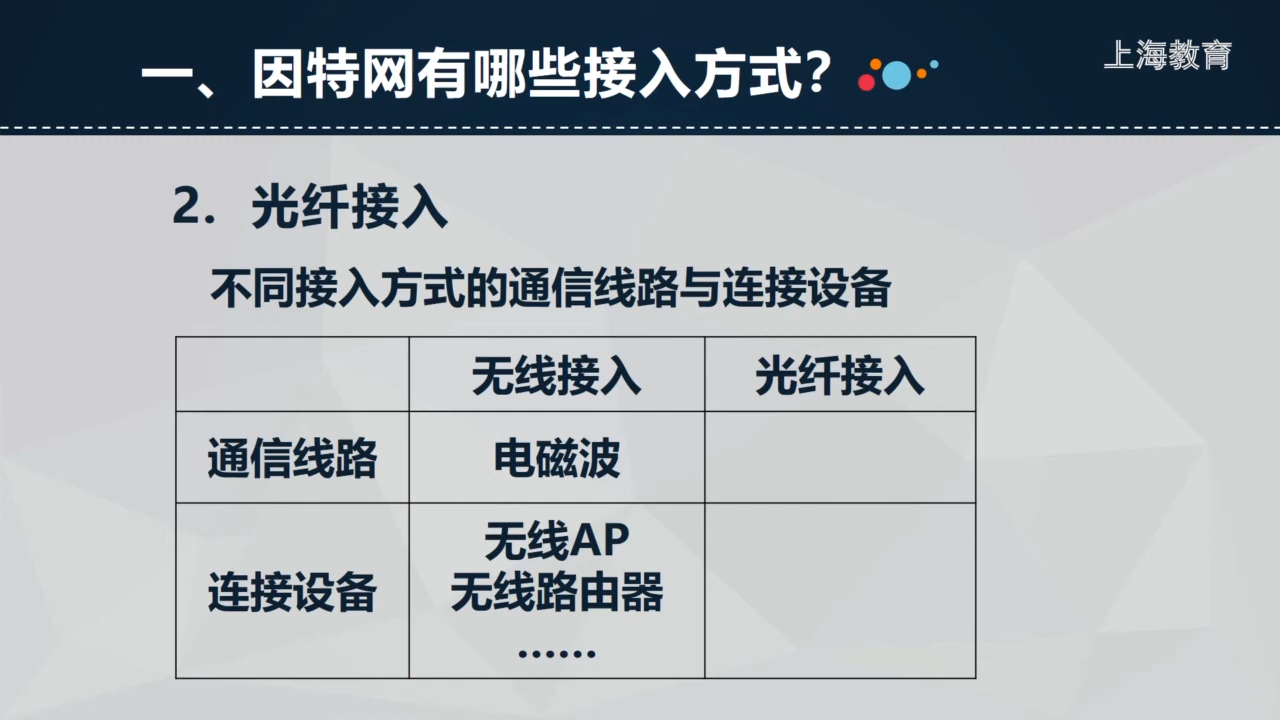 一、因特网有哪些接入方式？
上海教育
2. 光纤接入
不同接入方式的通信线路与连接设备
无线接入 光纤接入
通信线路 电磁波
无线AP
连接设备 无线路由器
……